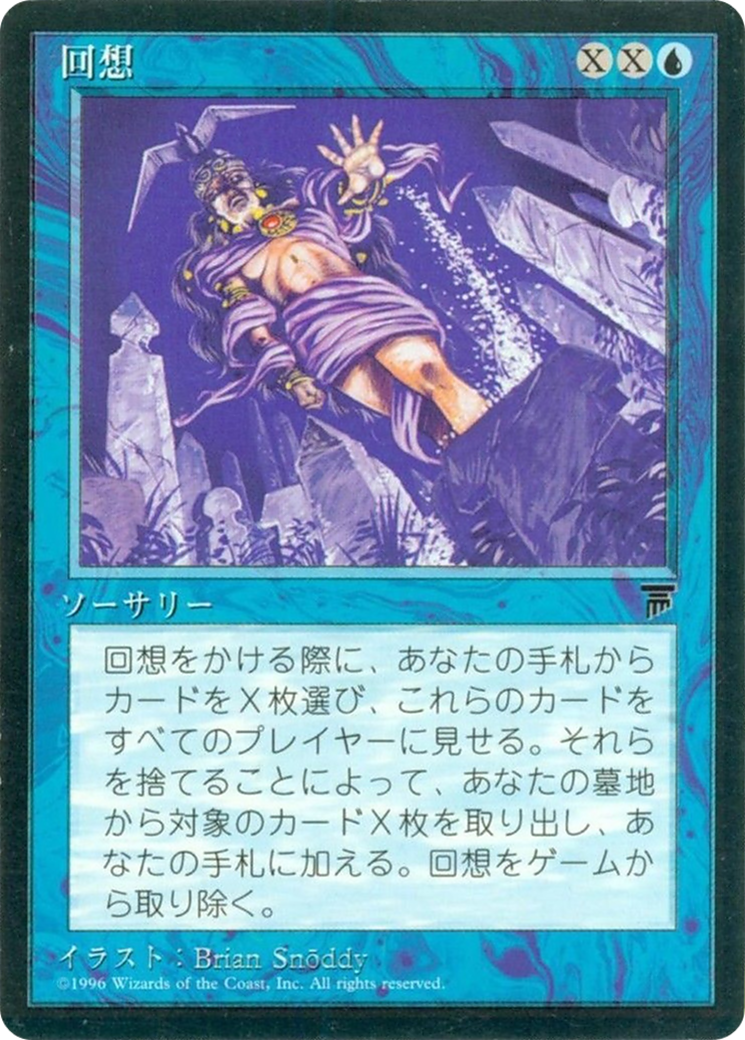 回想 XX
ソーサリー
回想をかける際に、あなたの手札から
カードをX枚選び、これらのカードを
すべてのプレイヤーに見せる。それら
を捨てることによって、あなたの墓地
から対象のカードX枚を取り出し、あ
なたの手札に加える。回想をゲームか
ら取り除く。
イラスト：Brian Snōddy
©1996 Wizards of the Coast, Inc. All rights reserved.